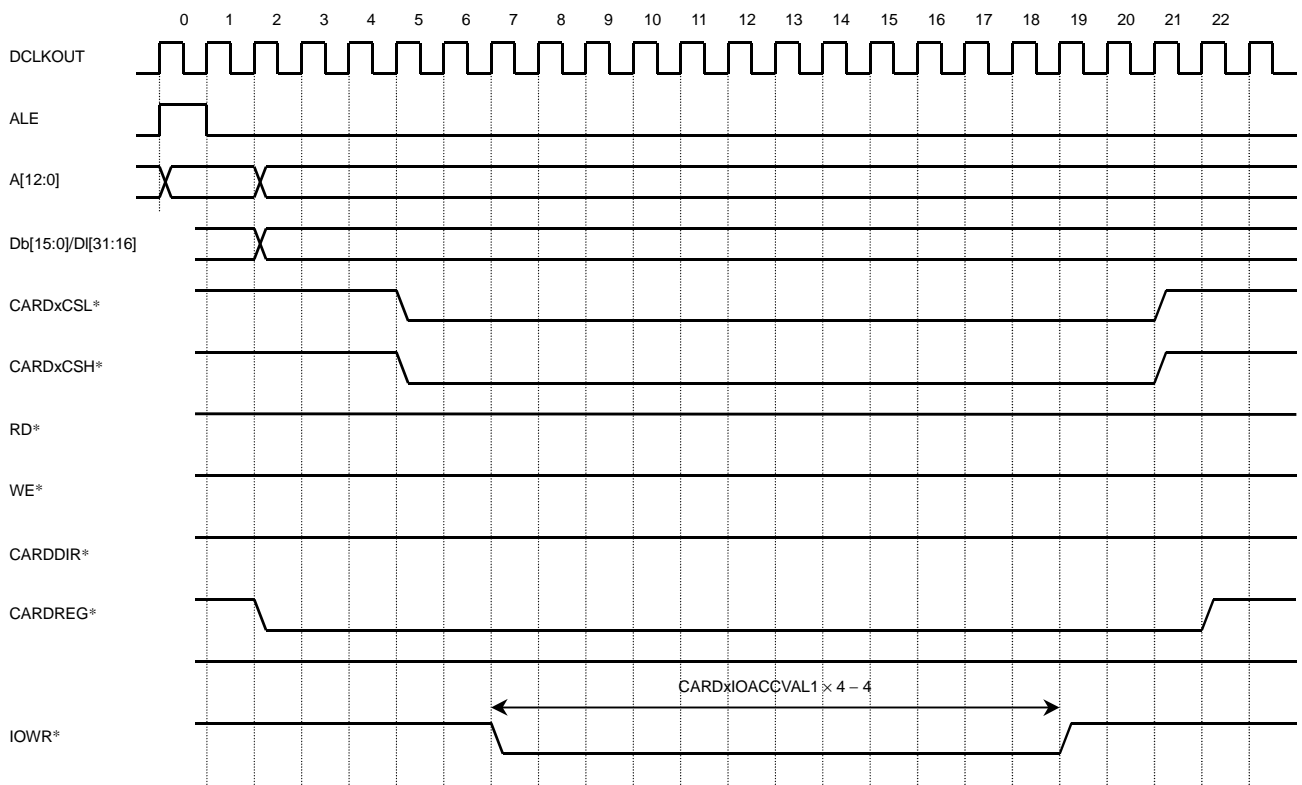 0 1 2 3 4 5 6 7 8 9 10 11 12 13 14 15 16 17 18 19 20 21 22
DCLKOUT
ALE
A[12:0]
Db[15:0]/Dl[31:16]
CARDxCSL*
CARDxCSH*
RD*
WE*
CARDDIR*
CARDREG*
CARDxIOACCVAL1 × 4 – 4
IOWR*